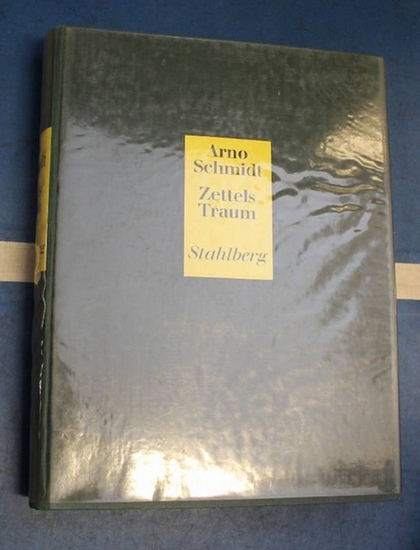 Arno
Schmidt
Zettels
Traum
Stahlberg